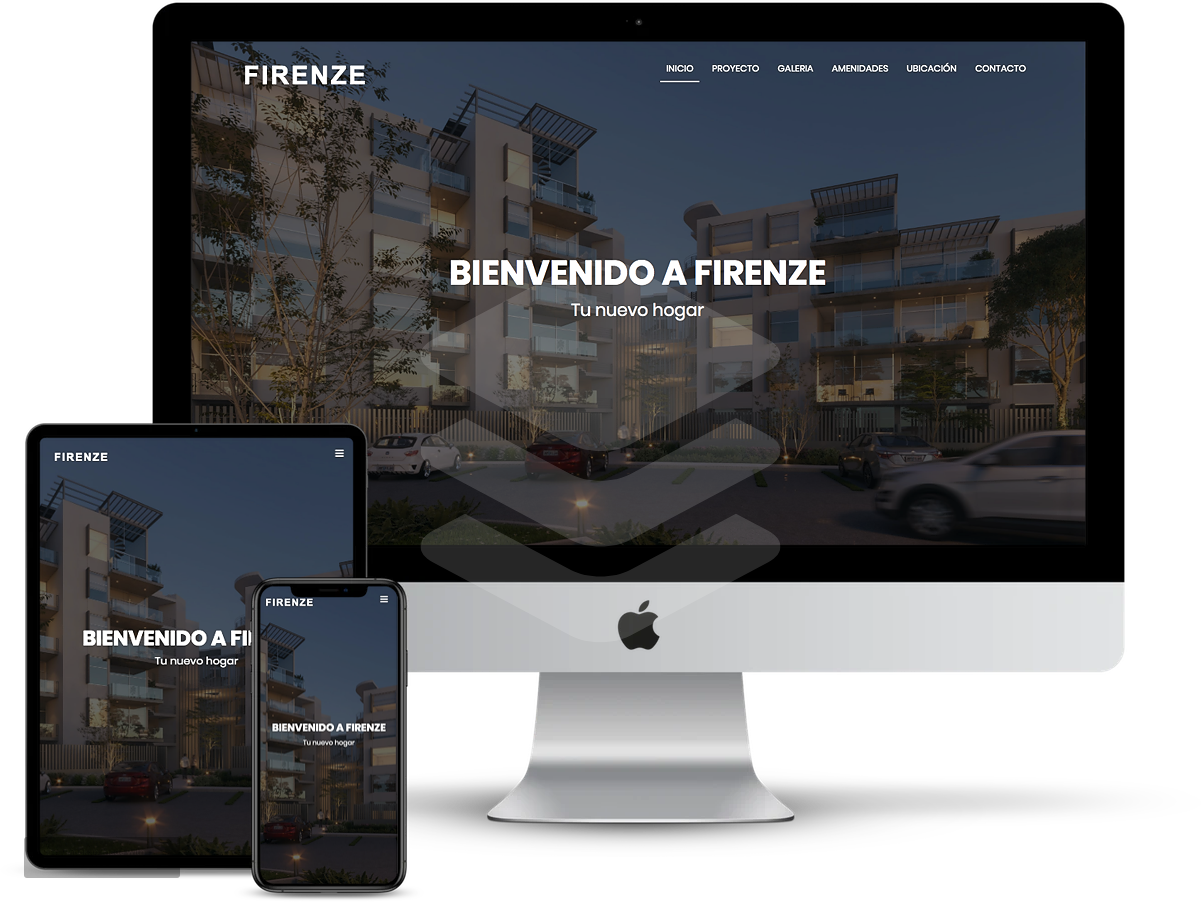 FIRENZE
INICIO PROYECTO GALERIA AMENIDADES UBICACIÓN CONTACTO
BIENVENIDO A FIRENZE
Tu nuevo hogar
FIRENZE
BIENVENIDO A FI
Tu nuevo hogar
FIRENZE
BIENVENIDO A FIRENZE
Tu nuevo hogar